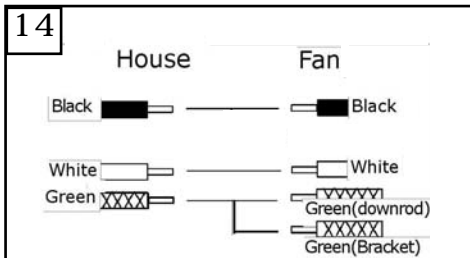 14
House Fan
Black Black
White White
Green Green(downrod)
Green(Bracket)